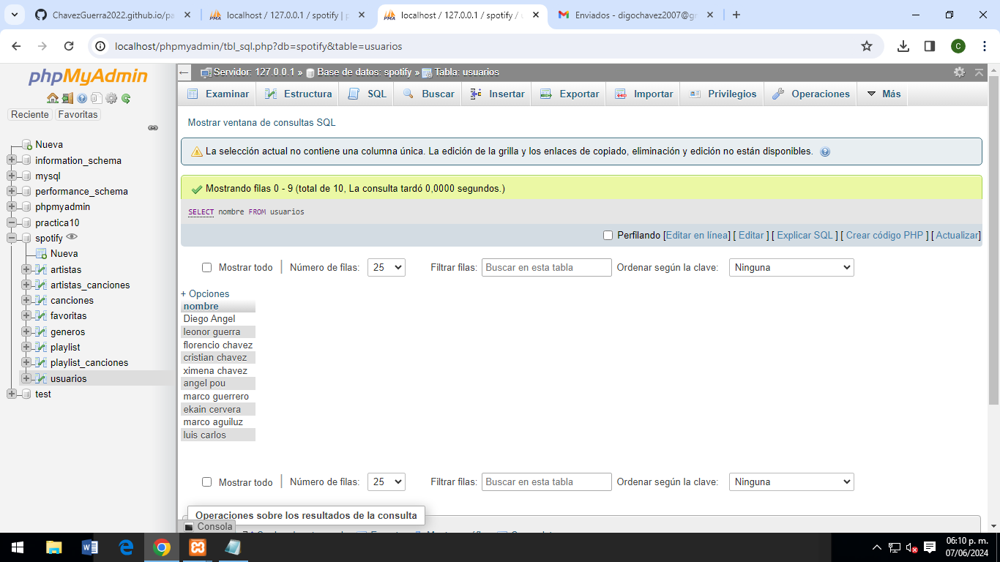 ChavezGuerra2022.github.io/pa
localhost / 127.0.0.1 / spotify | p
localhost / 127.0.0.1 / spotify / u
Enviados - digochavez2007@gm
localhost/phpmyadmin/tbl_sql.php?db=spotify&table=usuarios
C
phpMyAdmin
Reciente Favoritas
Nueva
information_schema
mysql
performance_schema
phpmyadmin
practica10
spotify
Nueva
artistas
artistas_canciones
canciones
favoritas
generos
playlist
playlist_canciones
usuarios
test
Servidor: 127.0.0.1 » Base de datos: spotify » Tabla: usuarios
Examinar Estructura SQL Buscar Insertar Exportar Importar Privilegios Operaciones Más
Mostrar ventana de consultas SQL
La selección actual no contiene una columna única. La edición de la grilla y los enlaces de copiado, eliminación y edición no están disponibles.
Mostrando filas 0 - 9 (total de 10, La consulta tardó 0,0000 segundos.)
SELECT nombre FROM usuarios
Perfilando [Editar en línea] [ Editar ] [ Explicar SQL ] [ Crear código PHP ] [ Actualizar]
Mostrar todo | Número de filas: 25 Filtrar filas: Buscar en esta tabla Ordenar según la clave: Ninguna
+ Opciones
nombre
Diego Angel
leonor guerra
florencio chavez
cristian chavez
ximena chavez
angel pou
marco guerrero
ekain cervera
marco aguiluz
luis carlos
Mostrar todo | Número de filas: 25 Filtrar filas: Buscar en esta tabla Ordenar según la clave: Ninguna
Operaciones sobre los resultados de la consulta
Consola
06:10 p. m.
07/06/2024